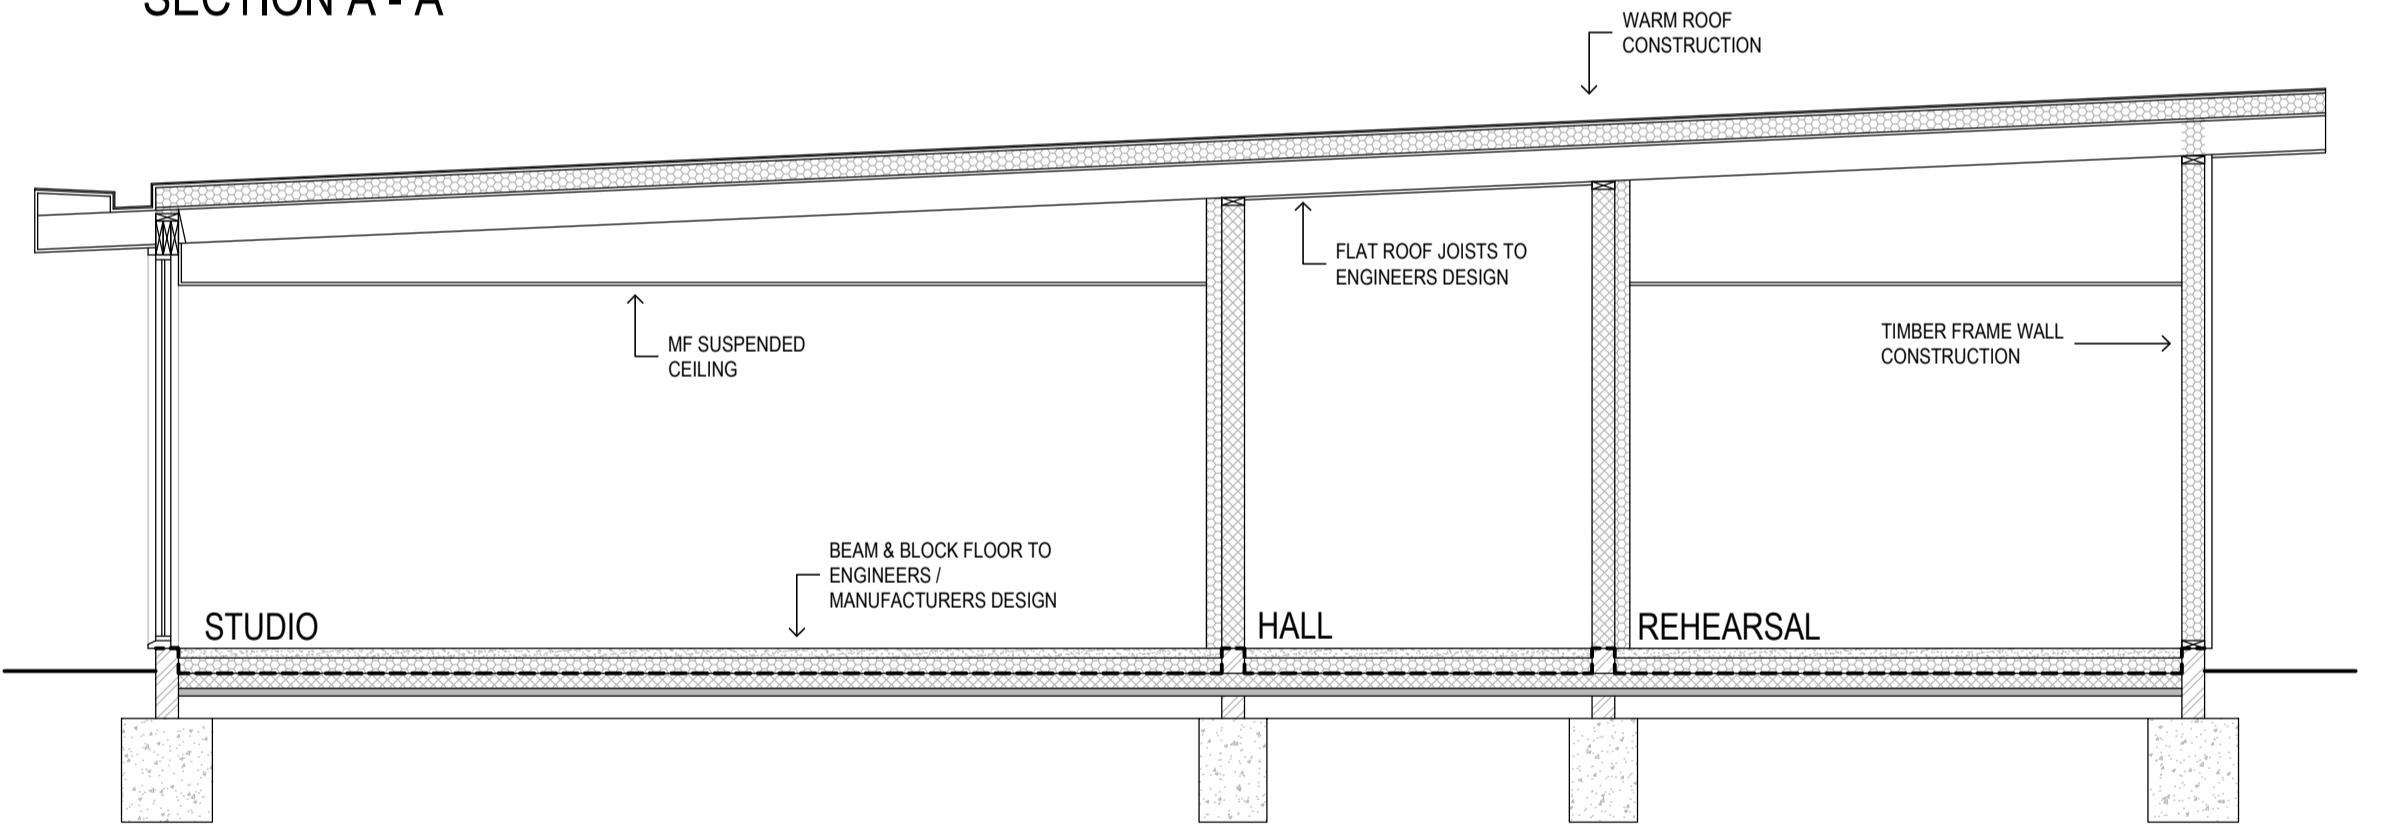 SECTION A - A
WARM ROOF
CONSTRUCTION
FLAT ROOF JOISTS TO
ENGINEERS DESIGN
MF SUSPENDED
CEILING
TIMBER FRAME WALL
CONSTRUCTION
BEAM & BLOCK FLOOR TO
ENGINEERS /
MANUFACTURERS DESIGN
STUDIO
HALL
REHEARSAL